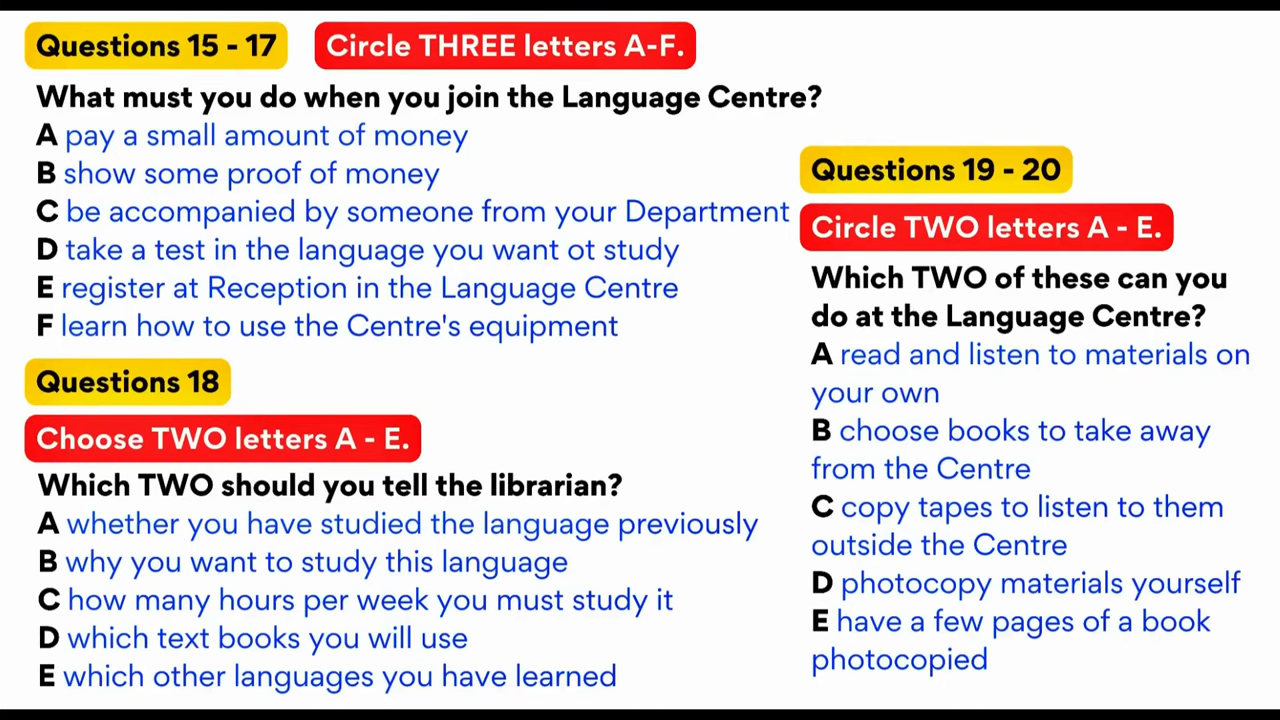 Questions 15 - 17
Circle THREE letters A-F.
What must you do when you join the Language Centre?
A pay a small amount of money
B show some proof of money
C be accompanied by someone from your Department
D take a test in the language you want ot study
E register at Reception in the Language Centre
F learn how to use the Centre's equipment
Questions 18
Choose TWO letters A - E.
Which TWO should you tell the librarian?
A whether you have studied the language previously
B why you want to study this language
C how many hours per week you must study it
D which text books you will use
E which other languages you have learned
Questions 19 - 20
Circle TWO letters A - E.
Which TWO of these can you
do at the Language Centre?
A read and listen to materials on
your own
B choose books to take away
from the Centre
C copy tapes to listen to them
outside the Centre
D photocopy materials yourself
E have a few pages of a book
photocopied